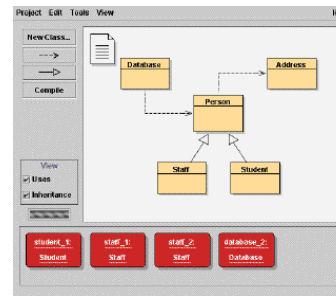 Project Edit Tools View
New Class...
Compile
View
Uses
Inheritance
Database
Address
Person
Staff
Student
student_1:
Student
staff_1:
Staff
staff_2:
Staff
database_2:
Database